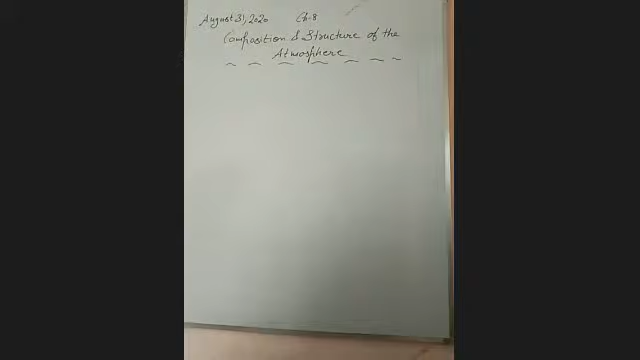 August 31, 2020 Ch-8
Composition & Structure of the
Atmosphere